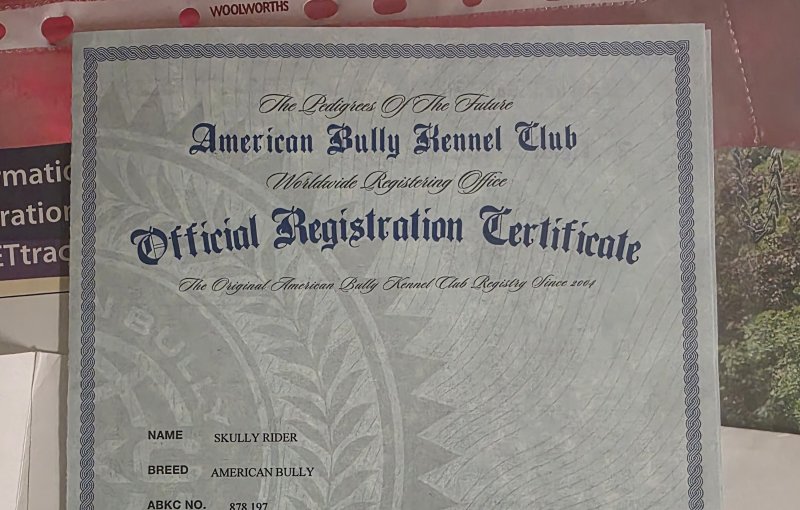 WOOLWORTHS
The Pedigrees Of The Future
American Bully Kennel Club
Worldwide Registering Office
Official Registration Certificate
The Original American Bully Kennel Club Registry Since 2004
BULLY
NAME SKULLY RIDER
BREED AMERICAN BULLY
ABKC NO. 878,197